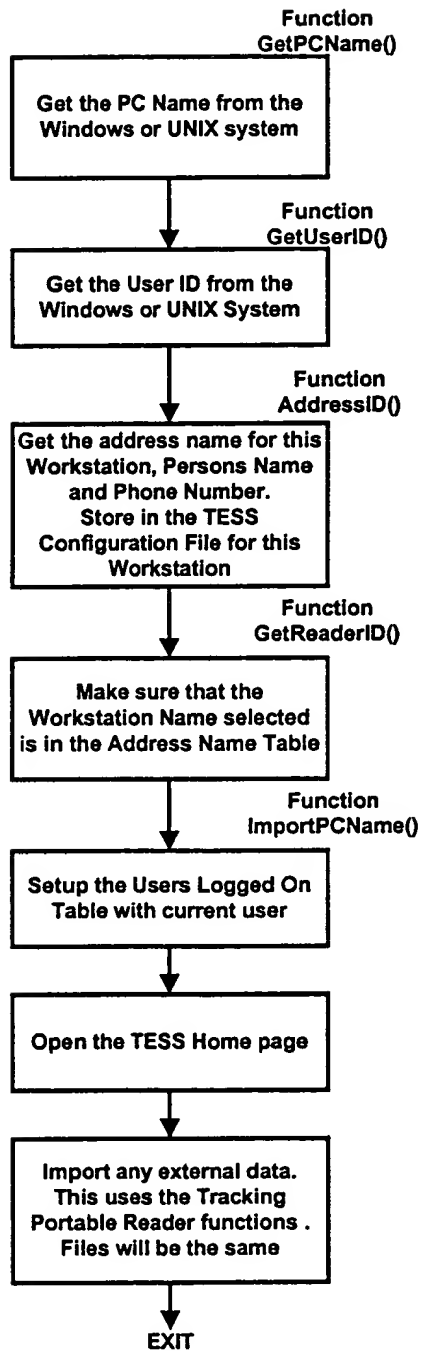 Function
GetPCName()
Get the PC Name from the
Windows or UNIX system
Function
GetUserID()
Get the User ID from the
Windows or UNIX System
Function
AddressID()
Get the address name for this
Workstation, Persons Name
and Phone Number.
Store in the TESS
Configuration File for this
Workstation
Function
GetReaderID()
Make sure that the
Workstation Name selected
is in the Address Name Table
Function
ImportPCName()
Setup the Users Logged On
Table with current user
Open the TESS Home page
Import any external data.
This uses the Tracking
Portable Reader functions .
Files will be the same
EXIT